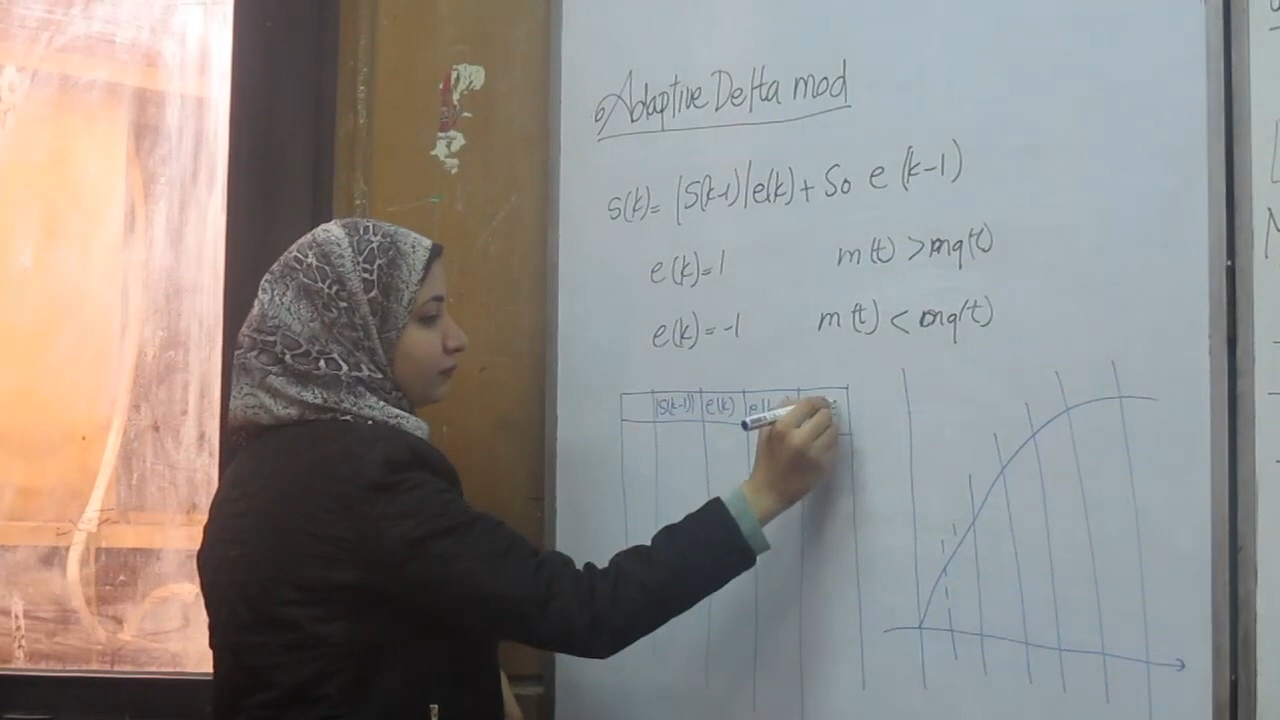 Adaptive Delta mod
S(k)= |S(k-1)|e(k)+ So e (k-1)
e(k)=1 m(t) >mq(t)
e(k)= -1 m(t) < mq(t)
|S(k-1)| e(k)